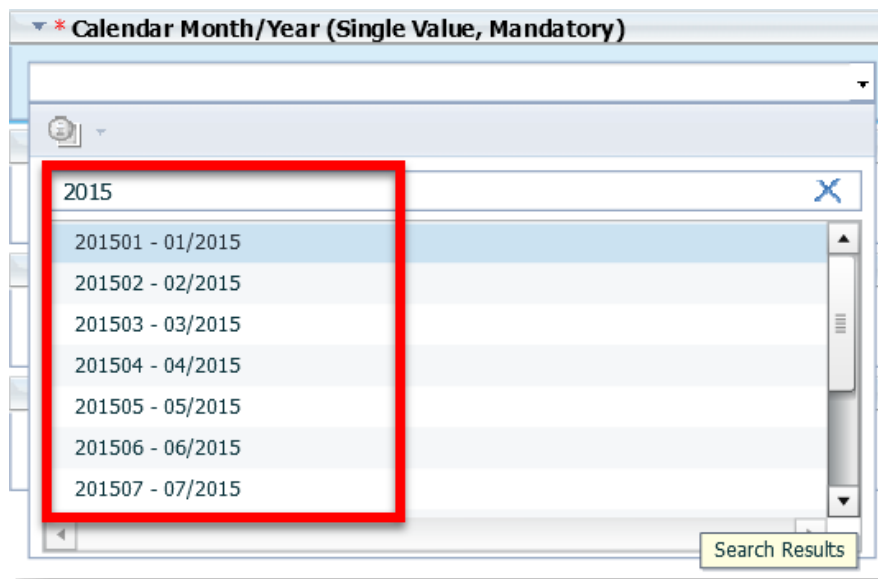 * Calendar Month/Year (Single Value, Mandatory)
2015
201501 - 01/2015
201502 - 02/2015
201503 - 03/2015
201504 - 04/2015
201505 - 05/2015
201506 - 06/2015
201507 - 07/2015
Search Results